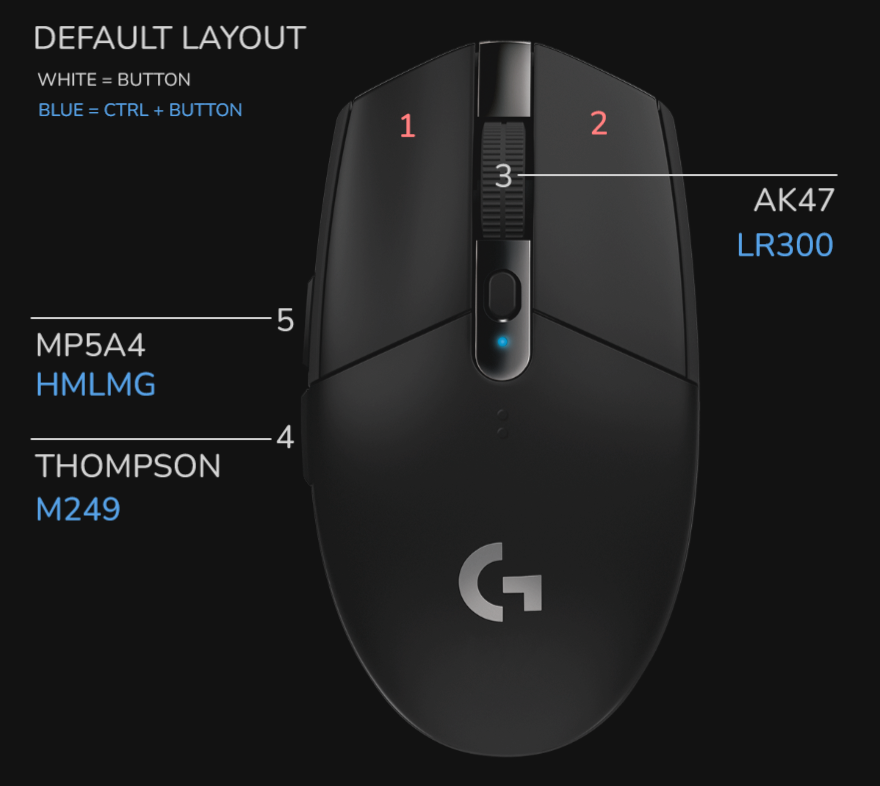 DEFAULT LAYOUT
WHITE = BUTTON
BLUE = CTRL + BUTTON
1
2
3
AK47
LR300
5
MP5A4
HMLMG
4
THOMPSON
M249